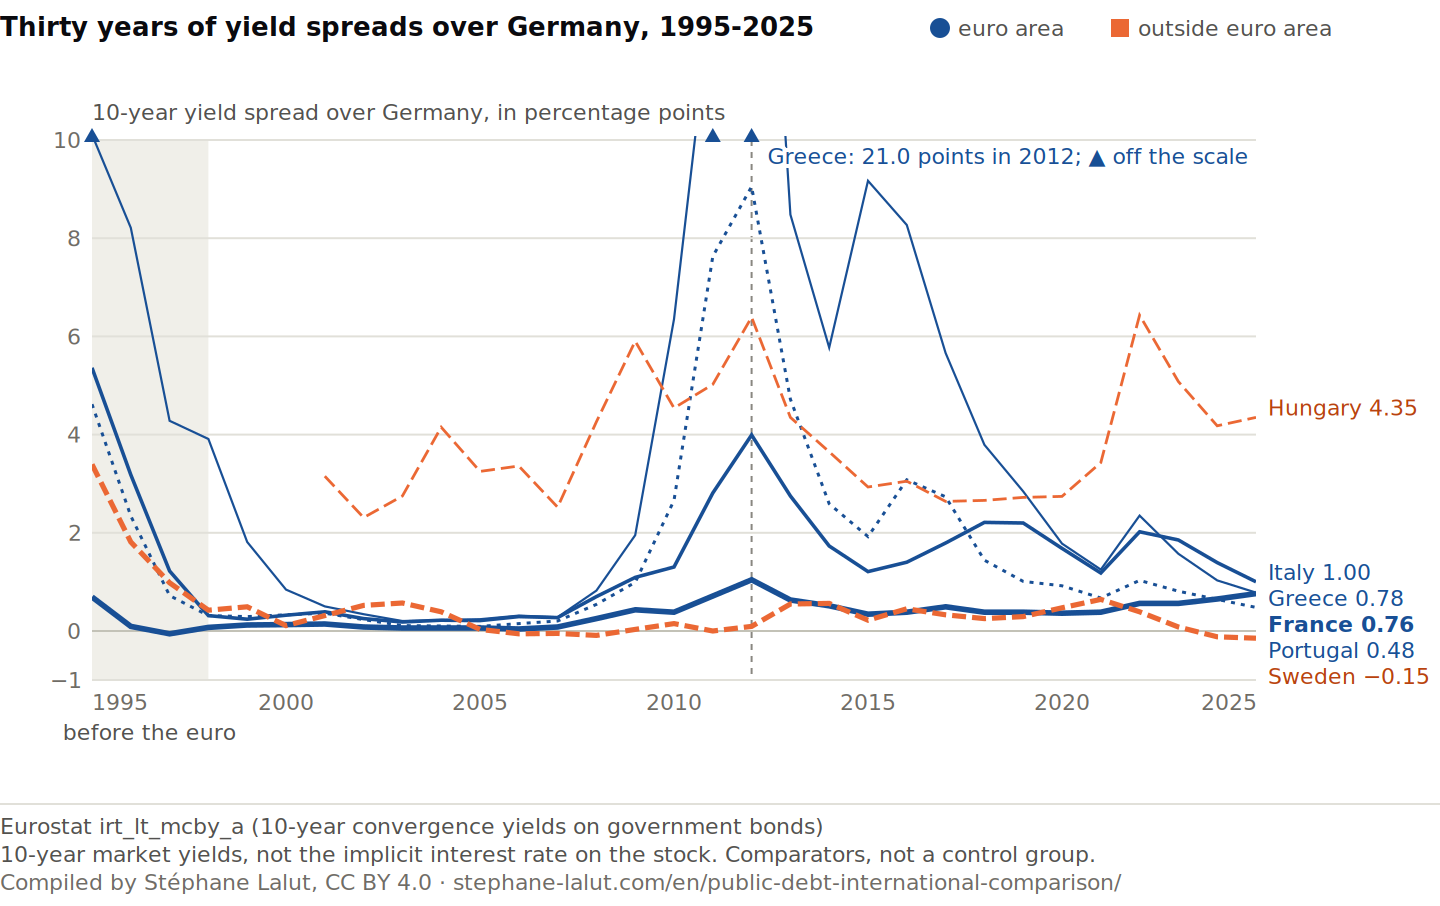 Thirty years of yield spreads over Germany, 1995-2025
euro area
outside euro area
10-year yield spread over Germany, in percentage points
10
Greece: 21.0 points in 2012; ▲ off the scale
8
6
4
Hungary 4.35
2
Italy 1.00
Greece 0.78
0
France 0.76
Portugal 0.48
−1
Sweden −0.15
1995 2000 2005 2010 2015 2020 2025
before the euro
Eurostat irt_lt_mcby_a (10-year convergence yields on government bonds)
10-year market yields, not the implicit interest rate on the stock. Comparators, not a control group.
Compiled by Stéphane Lalut, CC BY 4.0 · stephane-lalut.com/en/public-debt-international-comparison/